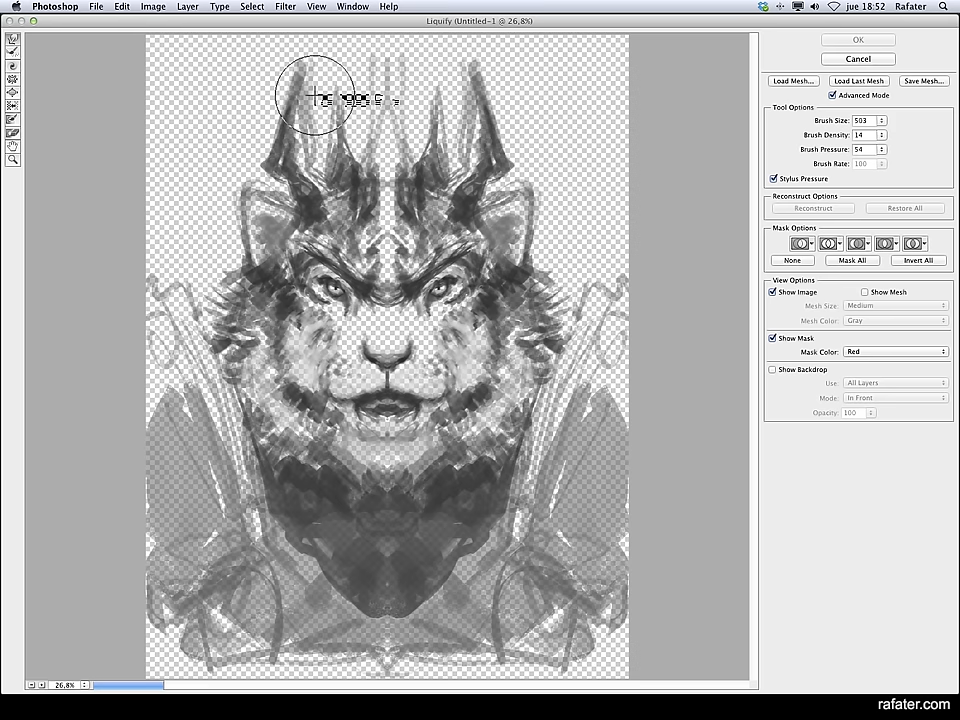 Photoshop File Edit Image Layer Type Select Filter View Window Help jue 18:52 Rafater
Liquify (Untitled-1 @ 26,8%)
OK
Cancel
Load Mesh... Load Last Mesh Save Mesh...
Advanced Mode
Tool Options
Brush Size: 503
Brush Density: 14
Brush Pressure: 54
Brush Rate: 100
Stylus Pressure
Reconstruct Options
Reconstruct Restore All
Mask Options
None Mask All Invert All
View Options
Show Image Show Mesh
Mesh Size: Medium
Mesh Color: Gray
Show Mask
Mask Color: Red
Show Backdrop
Use: All Layers
Mode: In Front
Opacity: 100
26,8%
rafater.com